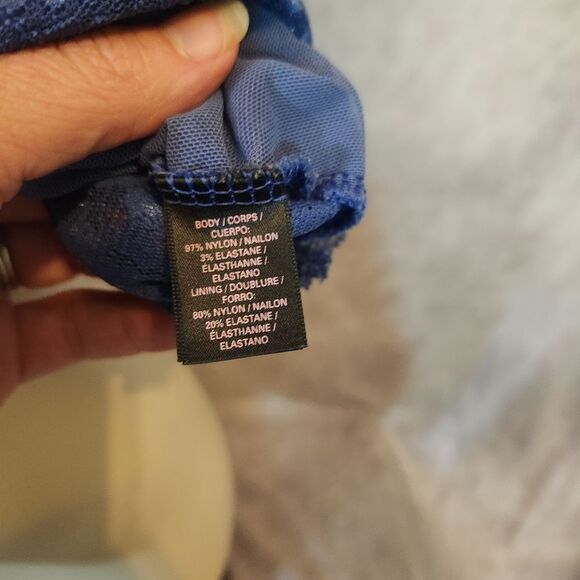 BODY / CORPS /
CUERPO:
97% NYLON / NAILON
3% ELASTANE /
ÉLASTHANNE /
ELASTANO
LINING / DOUBLURE /
FORRO:
80% NYLON / NAILON
20% ELASTANE /
ÉLASTHANNE /
ELASTANO